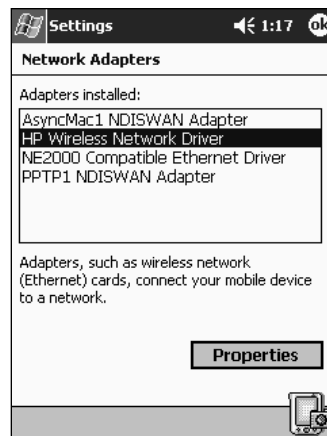 Settings 1:17 ok
Network Adapters
Adapters installed:
AsyncMac1 NDISWAN Adapter
HP Wireless Network Driver
NE2000 Compatible Ethernet Driver
PPTP1 NDISWAN Adapter
Adapters, such as wireless network
(Ethernet) cards, connect your mobile device
to a network.
Properties